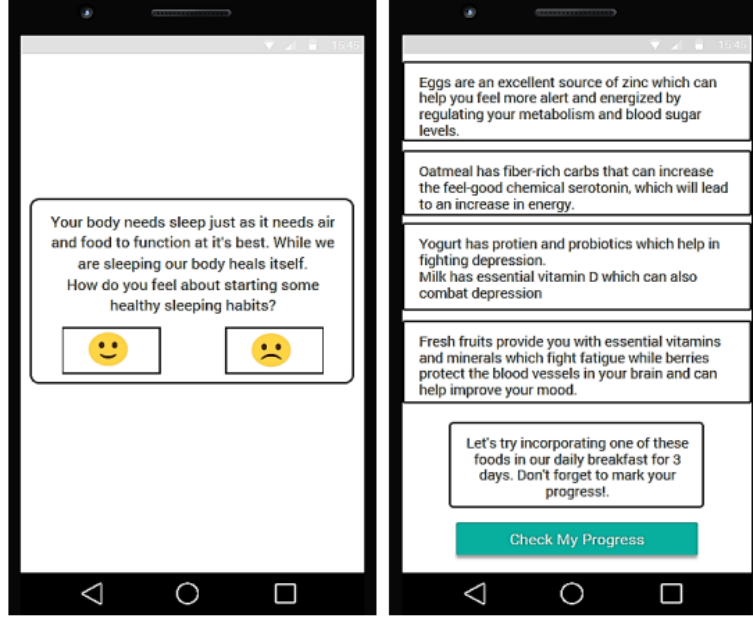 15:45
Your body needs sleep just as it needs air
and food to function at it's best. While we
are sleeping our body heals itself.
How do you feel about starting some
healthy sleeping habits?
15:45
Eggs are an excellent source of zinc which can
help you feel more alert and energized by
regulating your metabolism and blood sugar
levels.
Oatmeal has fiber-rich carbs that can increase
the feel-good chemical serotonin, which will lead
to an increase in energy.
Yogurt has protien and probiotics which help in
fighting depression.
Milk has essential vitamin D which can also
combat depression
Fresh fruits provide you with essential vitamins
and minerals which fight fatigue while berries
protect the blood vessels in your brain and can
help improve your mood.
Let's try incorporating one of these
foods in our daily breakfast for 3
days. Don't forget to mark your
progress!.
Check My Progress